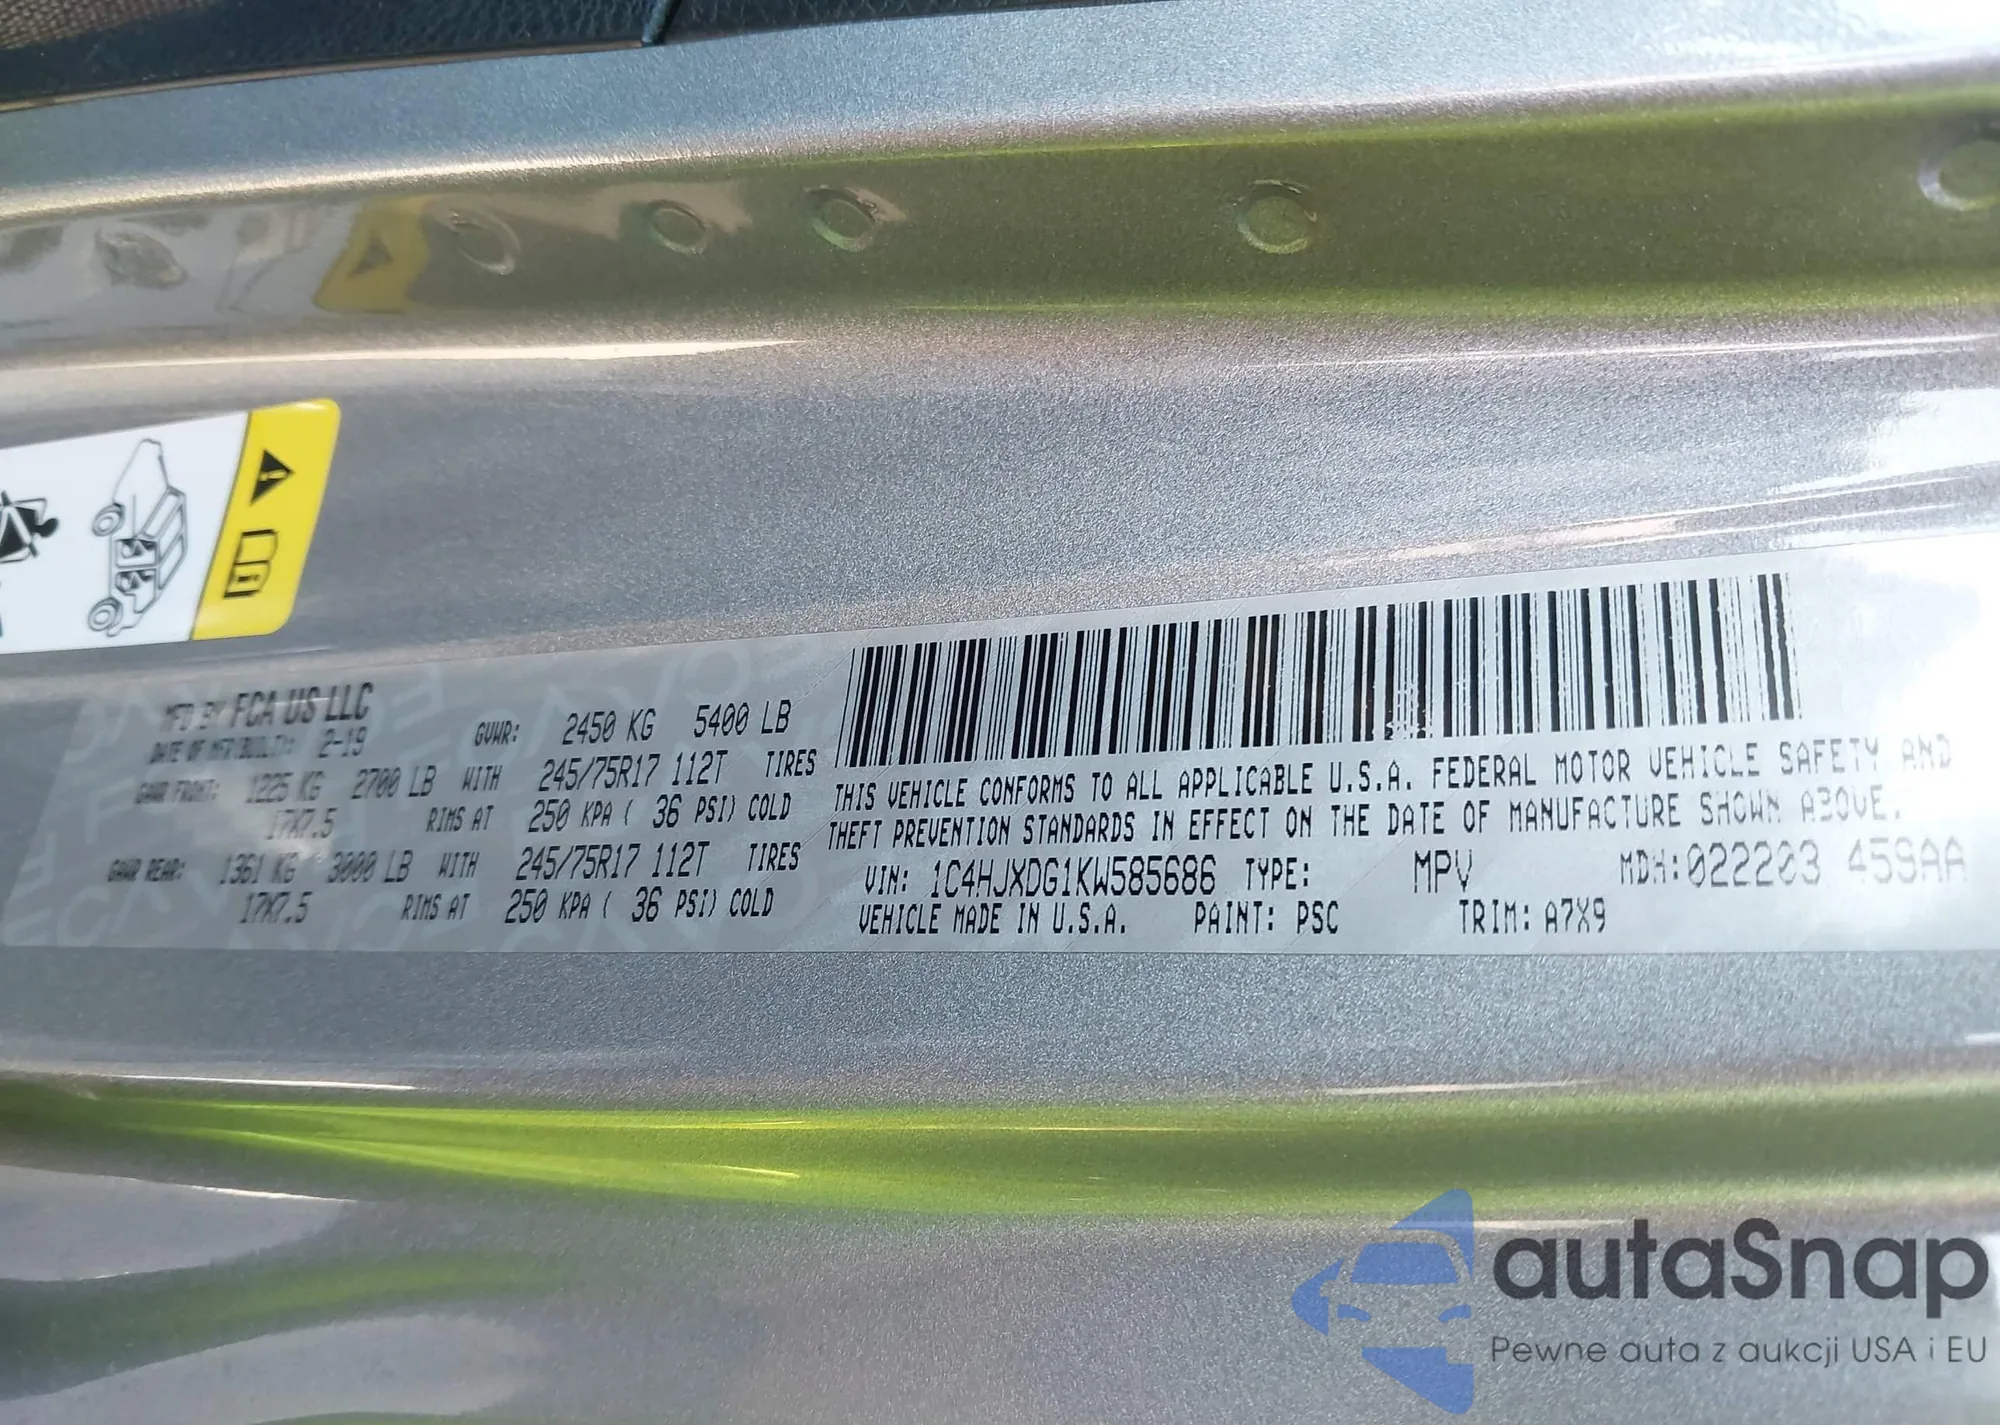 MFD BY FCA US LLC
DATE OF MFR(BUILT): 2-19
GVWR: 2450 KG 5400 LB
GAWR FRONT: 1225 KG 2700 LB WITH 245/75R17 112T TIRES
17X7.5 RIMS AT 250 KPA ( 36 PSI) COLD
GAWR REAR: 1361 KG 3000 LB WITH 245/75R17 112T TIRES
17X7.5 RIMS AT 250 KPA ( 36 PSI) COLD
THIS VEHICLE CONFORMS TO ALL APPLICABLE U.S.A. FEDERAL MOTOR VEHICLE SAFETY AND
THEFT PREVENTION STANDARDS IN EFFECT ON THE DATE OF MANUFACTURE SHOWN ABOVE.
VIN: 1C4HJXDG1KW585686 TYPE: MPV MDH:022203 459AA
VEHICLE MADE IN U.S.A. PAINT: PSC TRIM: A7X9
autaSnap
Pewne auta z aukcji USA i EU